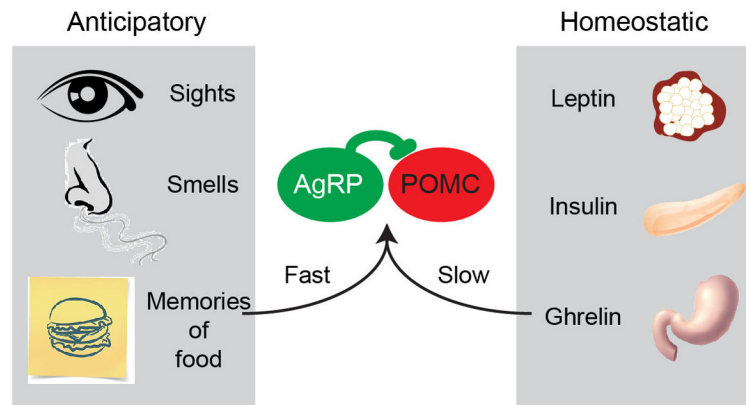 Anticipatory
Homeostatic
Sights
Smells
Memories
of
food
AgRP
POMC
Fast
Slow
Leptin
Insulin
Ghrelin